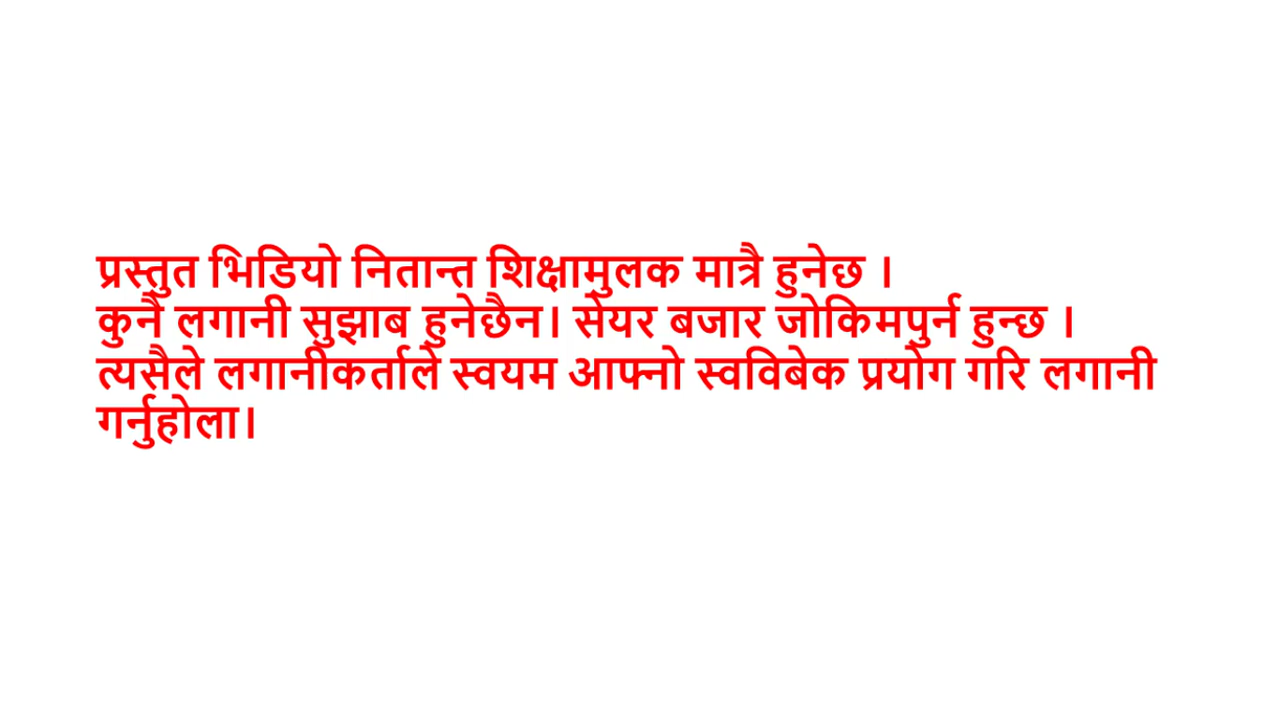 प्रस्तुत भिडियो नितान्त शिक्षामुलक मात्रै हुनेछ ।
कुनै लगानी सुझाब हुनेछैन। सेयर बजार जोकिमपुर्न हुन्छ ।
त्यसैले लगानीकर्ताले स्वयम आफ्नो स्वविबेक प्रयोग गरि लगानी
गर्नुहोला।